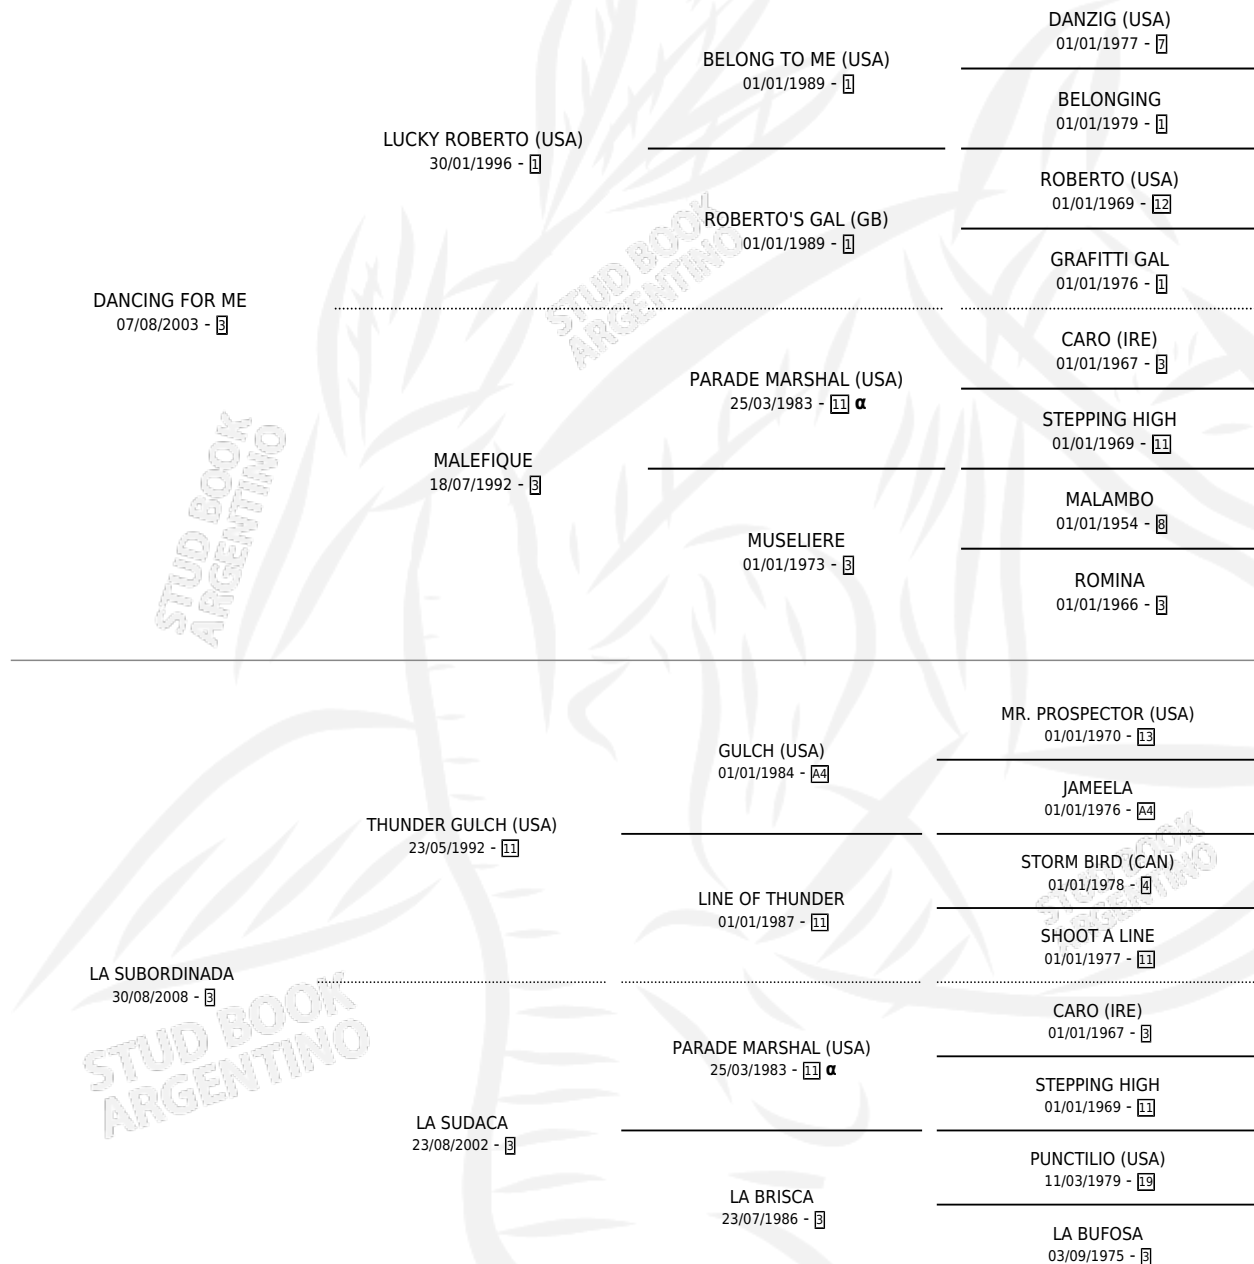 DANZIG (USA)
01/01/1977 - 7
BELONG TO ME (USA)
01/01/1989 - 1
BELONGING
01/01/1979 - 1
LUCKY ROBERTO (USA)
30/01/1996 - 1
ROBERTO (USA)
01/01/1969 - 12
ROBERTO'S GAL (GB)
01/01/1989 - 1
GRAFITTI GAL
01/01/1976 - 1
DANCING FOR ME
07/08/2003 - 3
CARO (IRE)
01/01/1967 - 3
PARADE MARSHAL (USA)
25/03/1983 - 11 α
STEPPING HIGH
01/01/1969 - 11
MALEFIQUE
18/07/1992 - 3
MALAMBO
01/01/1954 - 8
MUSELIERE
01/01/1973 - 3
ROMINA
01/01/1966 - 3
MR. PROSPECTOR (USA)
01/01/1970 - 13
GULCH (USA)
01/01/1984 - A4
JAMEELA
01/01/1976 - A4
THUNDER GULCH (USA)
23/05/1992 - 11
STORM BIRD (CAN)
01/01/1978 - 4
LINE OF THUNDER
01/01/1987 - 11
SHOOT A LINE
01/01/1977 - 11
LA SUBORDINADA
30/08/2008 - 3
CARO (IRE)
01/01/1967 - 3
PARADE MARSHAL (USA)
25/03/1983 - 11 α
STEPPING HIGH
01/01/1969 - 11
LA SUDACA
23/08/2002 - 3
PUNCTILIO (USA)
11/03/1979 - 19
LA BRISCA
23/07/1986 - 3
LA BUFOSA
03/09/1975 - 3
STUD BOOK
ARGENTINO
STUD BOOK
ARGENTINO
STUD BOOK
ARGENTINO
STUD BOOK
ARGENTINO